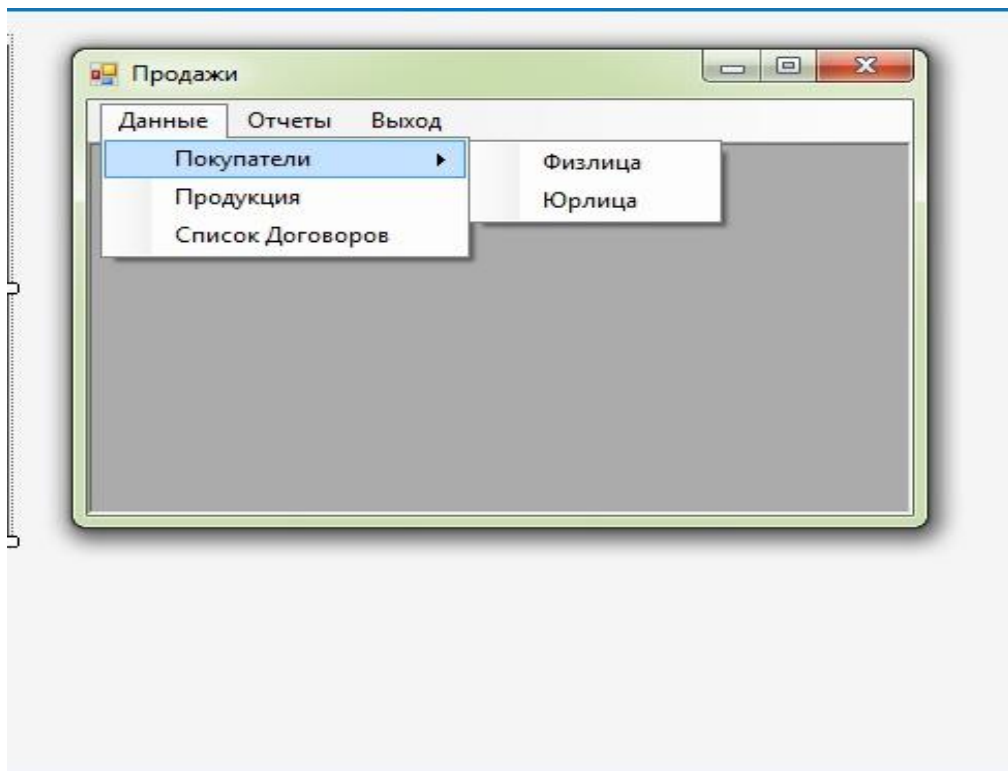 Продажи
Данные Отчеты Выход
Покупатели
Физлица
Продукция
Юрлица
Список Договоров